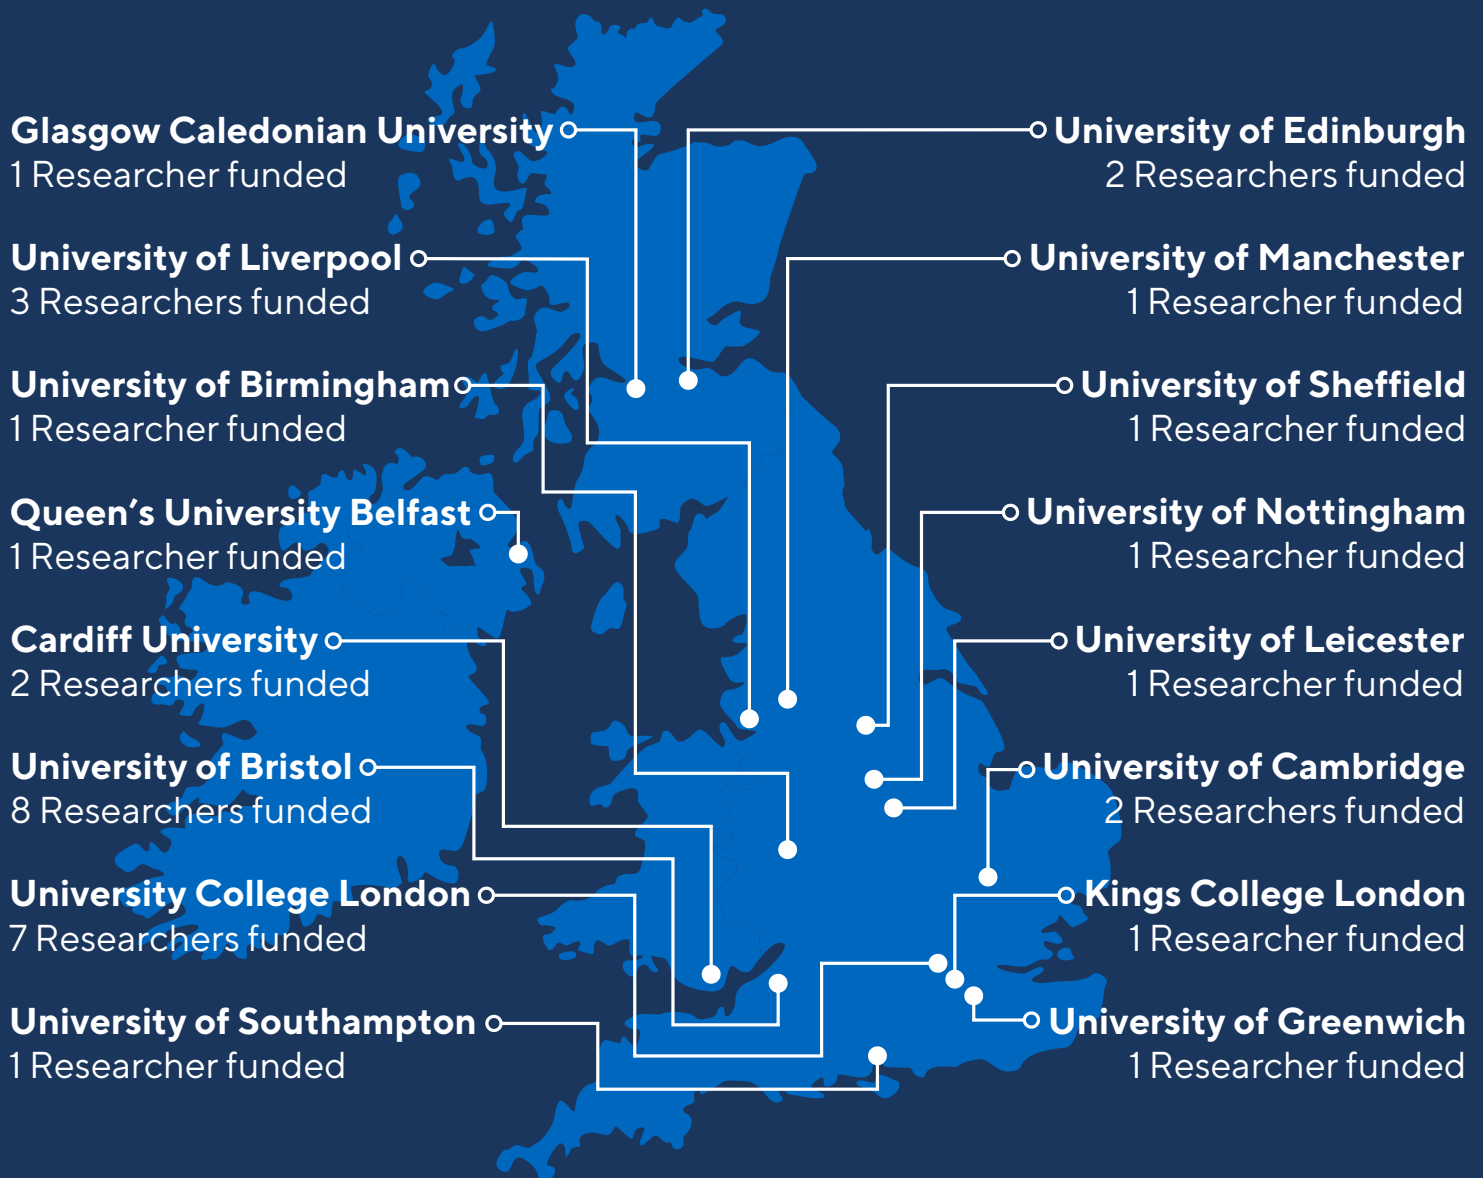 Glasgow Caledonian University
1 Researcher funded
University of Liverpool
3 Researchers funded
University of Birmingham
1 Researcher funded
Queen’s University Belfast
1 Researcher funded
Cardiff University
2 Researchers funded
University of Bristol
8 Researchers funded
University College London
7 Researchers funded
University of Southampton
1 Researcher funded
University of Edinburgh
2 Researchers funded
University of Manchester
1 Researcher funded
University of Sheffield
1 Researcher funded
University of Nottingham
1 Researcher funded
University of Leicester
1 Researcher funded
University of Cambridge
2 Researchers funded
Kings College London
1 Researcher funded
University of Greenwich
1 Researcher funded